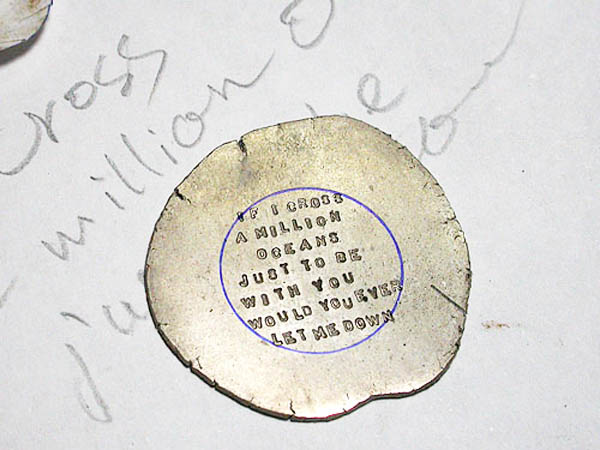 cross
million O
IF I CROSS
A MILLION
OCEANS
JUST TO BE
WITH YOU
WOULD YOU EVER
LET ME DOWN